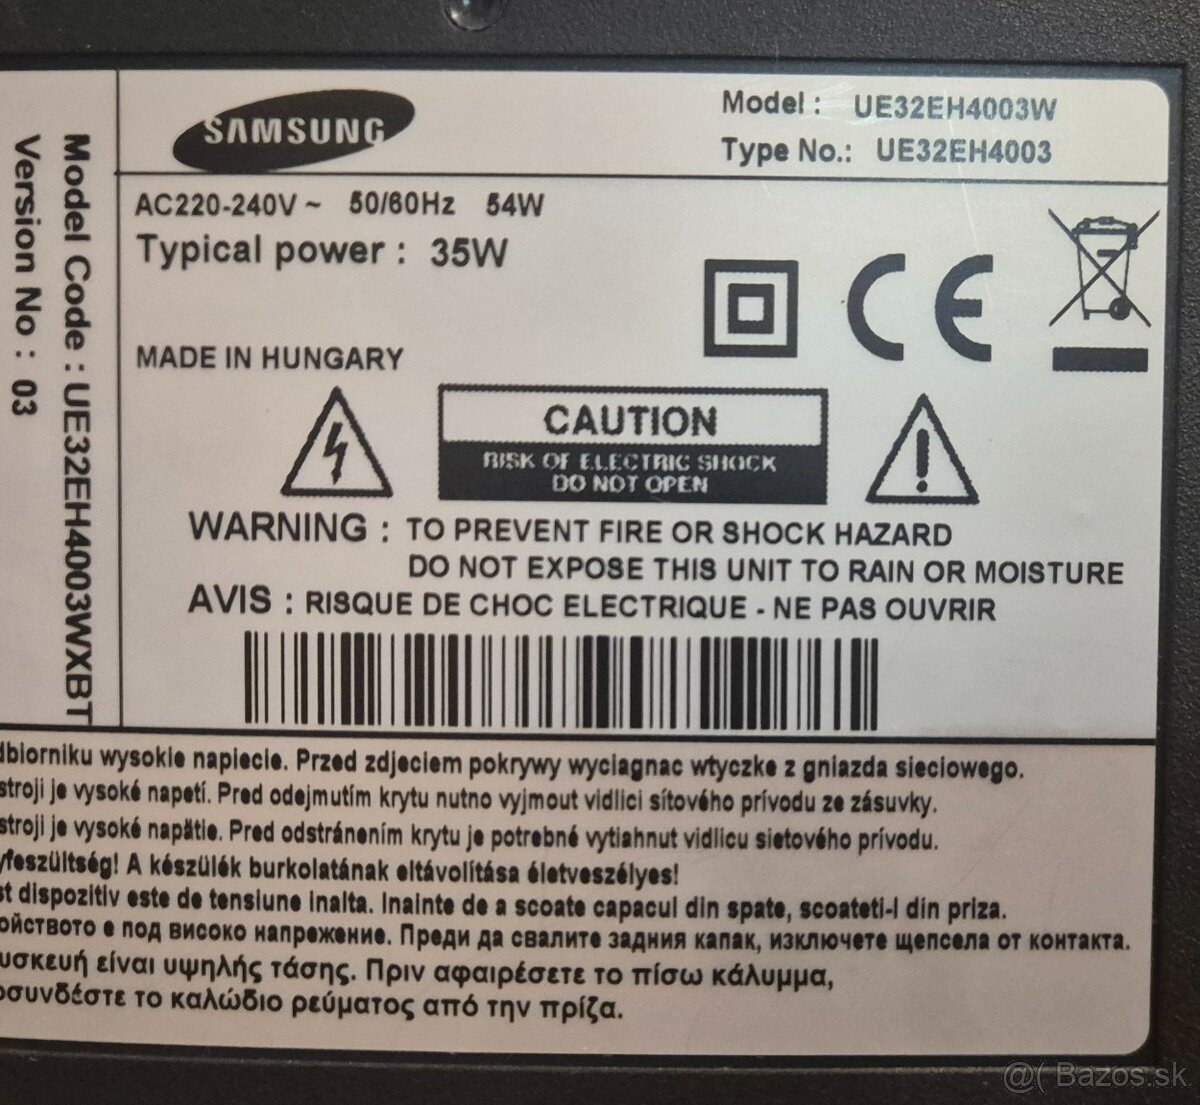 SAMSUNG
Model : UE32EH4003W
Type No.: UE32EH4003
Model Code : UE32EH4003WXBT
Version No : 03
AC220-240V ~ 50/60Hz 54W
Typical power : 35W
MADE IN HUNGARY
CE
CAUTION
RISK OF ELECTRIC SHOCK
DO NOT OPEN
WARNING : TO PREVENT FIRE OR SHOCK HAZARD
DO NOT EXPOSE THIS UNIT TO RAIN OR MOISTURE
AVIS : RISQUE DE CHOC ELECTRIQUE - NE PAS OUVRIR
dbiorniku wysokie napiecie. Przed zdjeciem pokrywy wyciagnac wtyczke z gniazda sieciowego.
stroji je vysoké napetí. Pred odejmutím krytu nutno vyjmout vidlici sítového prívodu ze zásuvky.
stroji je vysoké napätie. Pred odstránením krytu je potrebné vytiahnut vidlicu sietového prívodu.
yfeszültség! A készülék burkolatának eltávolítása életveszélyes!
st dispozitiv este de tensiune inalta. Inainte de a scoate capacul din spate, scoateti-l din priza.
ойството е под високо напрежение. Преди да свалите задния капак, изключете щепсела от контакта.
υσκευή είναι υψηλής τάσης. Πριν αφαιρέσετε το πίσω κάλυμμα,
οσυνδέστε το καλώδιο ρεύματος από την πρίζα.
@( Bazos.sk